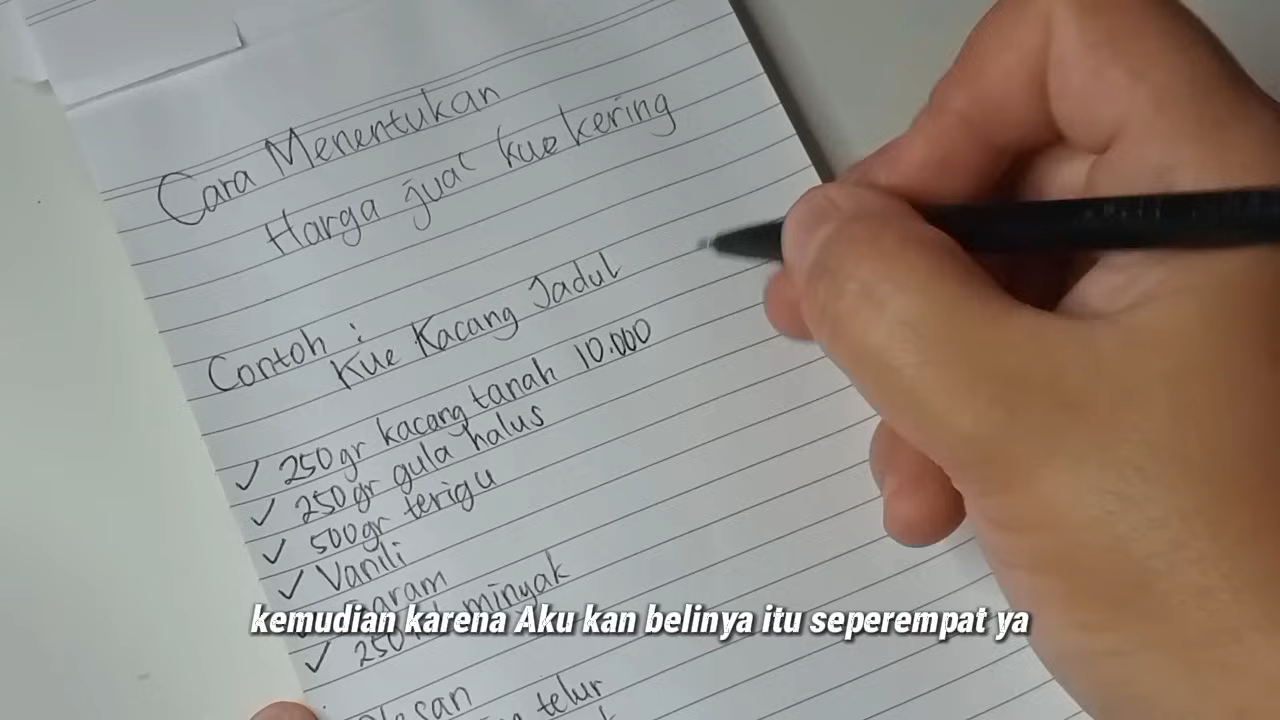 Cara Menentukan
Harga jual kue kering
Contoh :
Kue Kacang Jadul
✓ 250gr kacang tanah 10.000
✓ 250gr gula halus
✓ 500gr terigu
✓ Vanili
✓ Garam
✓ 250 minyak
kemudian karena Aku kan belinya itu seperempat ya
telur